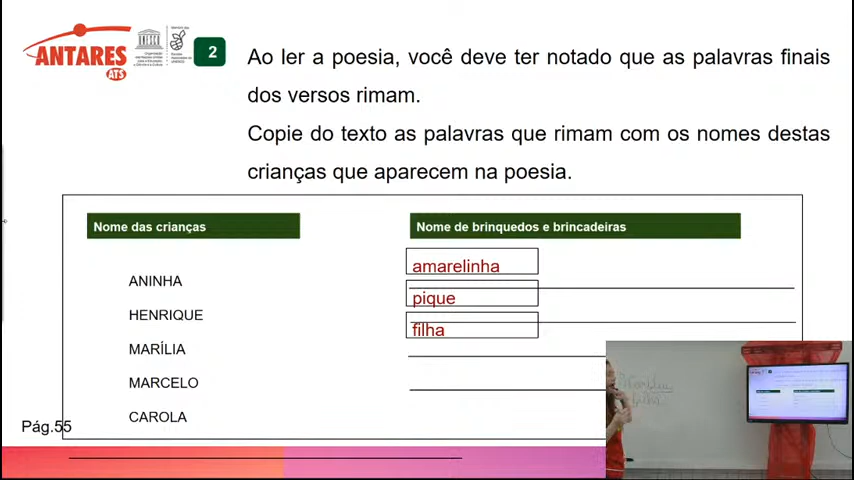 ANTARES
ATS
2
Ao ler a poesia, você deve ter notado que as palavras finais
dos versos rimam.
Copie do texto as palavras que rimam com os nomes destas
crianças que aparecem na poesia.
Nome das crianças
Nome de brinquedos e brincadeiras
ANINHA
amarelinha
HENRIQUE
pique
MARÍLIA
filha
MARCELO
CAROLA
Pág.55